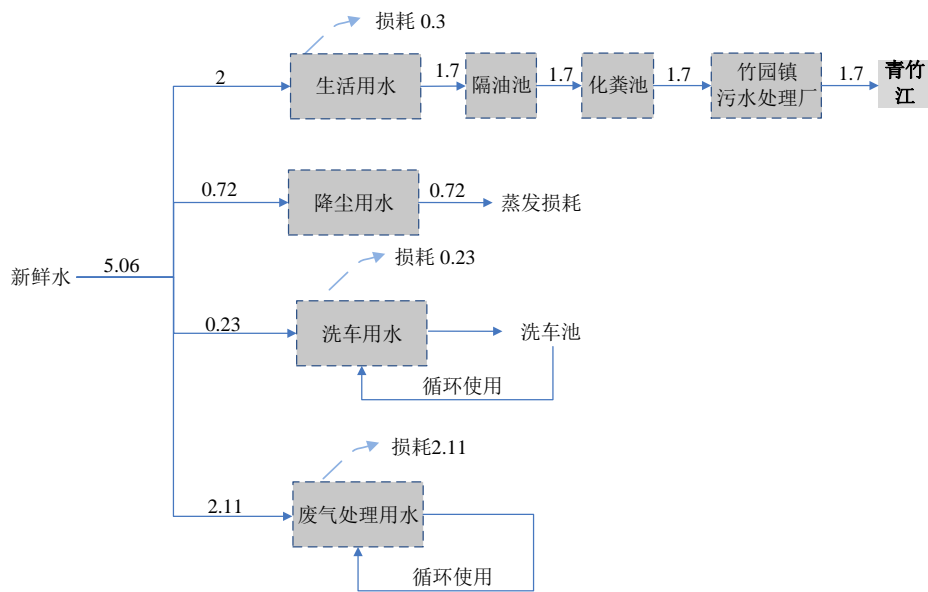 损耗 0.3
2
生活用水
1.7
隔油池
1.7
化粪池
1.7
竹园镇
污水处理厂
1.7
青竹
江
0.72
降尘用水
0.72
蒸发损耗
新鲜水
5.06
损耗 0.23
0.23
洗车用水
洗车池
循环使用
损耗2.11
2.11
废气处理用水
循环使用